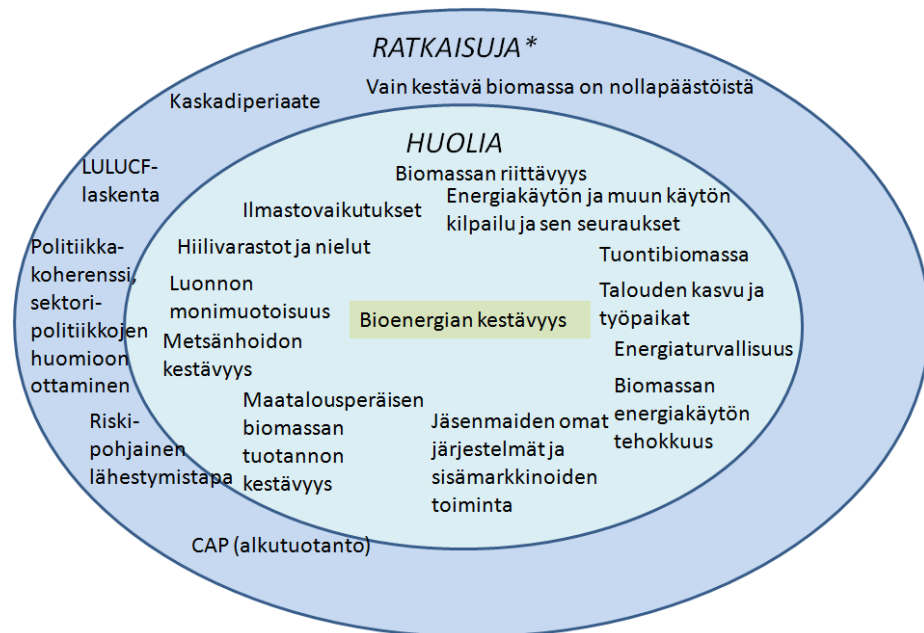 RATKAISUJA*
Vain kestävä biomassa on nollapäästöistä
Kaskadiperiaate
LULUCF-
laskenta
Politiikka-
koherenssi,
sektori-
politiikkojen
huomioon
ottaminen
Riski-
pohjainen
lähestymistapa
CAP (alkutuotanto)
HUOLIA
Biomassan riittävyys
Energiakäytön ja muun käytön
kilpailu ja sen seuraukset
Ilmastovaikutukset
Hiilivarastot ja nielut
Luonnon
monimuotoisuus
Metsänhoidon
kestävyys
Maatalousperäisen
biomassan
tuotannon
kestävyys
Bioenergian kestävyys
Jäsenmaiden omat
järjestelmät ja
sisämarkkinoiden
toiminta
Tuontibiomassa
Talouden kasvu ja
työpaikat
Energiaturvallisuus
Biomassan
energiakäytön
tehokkuus